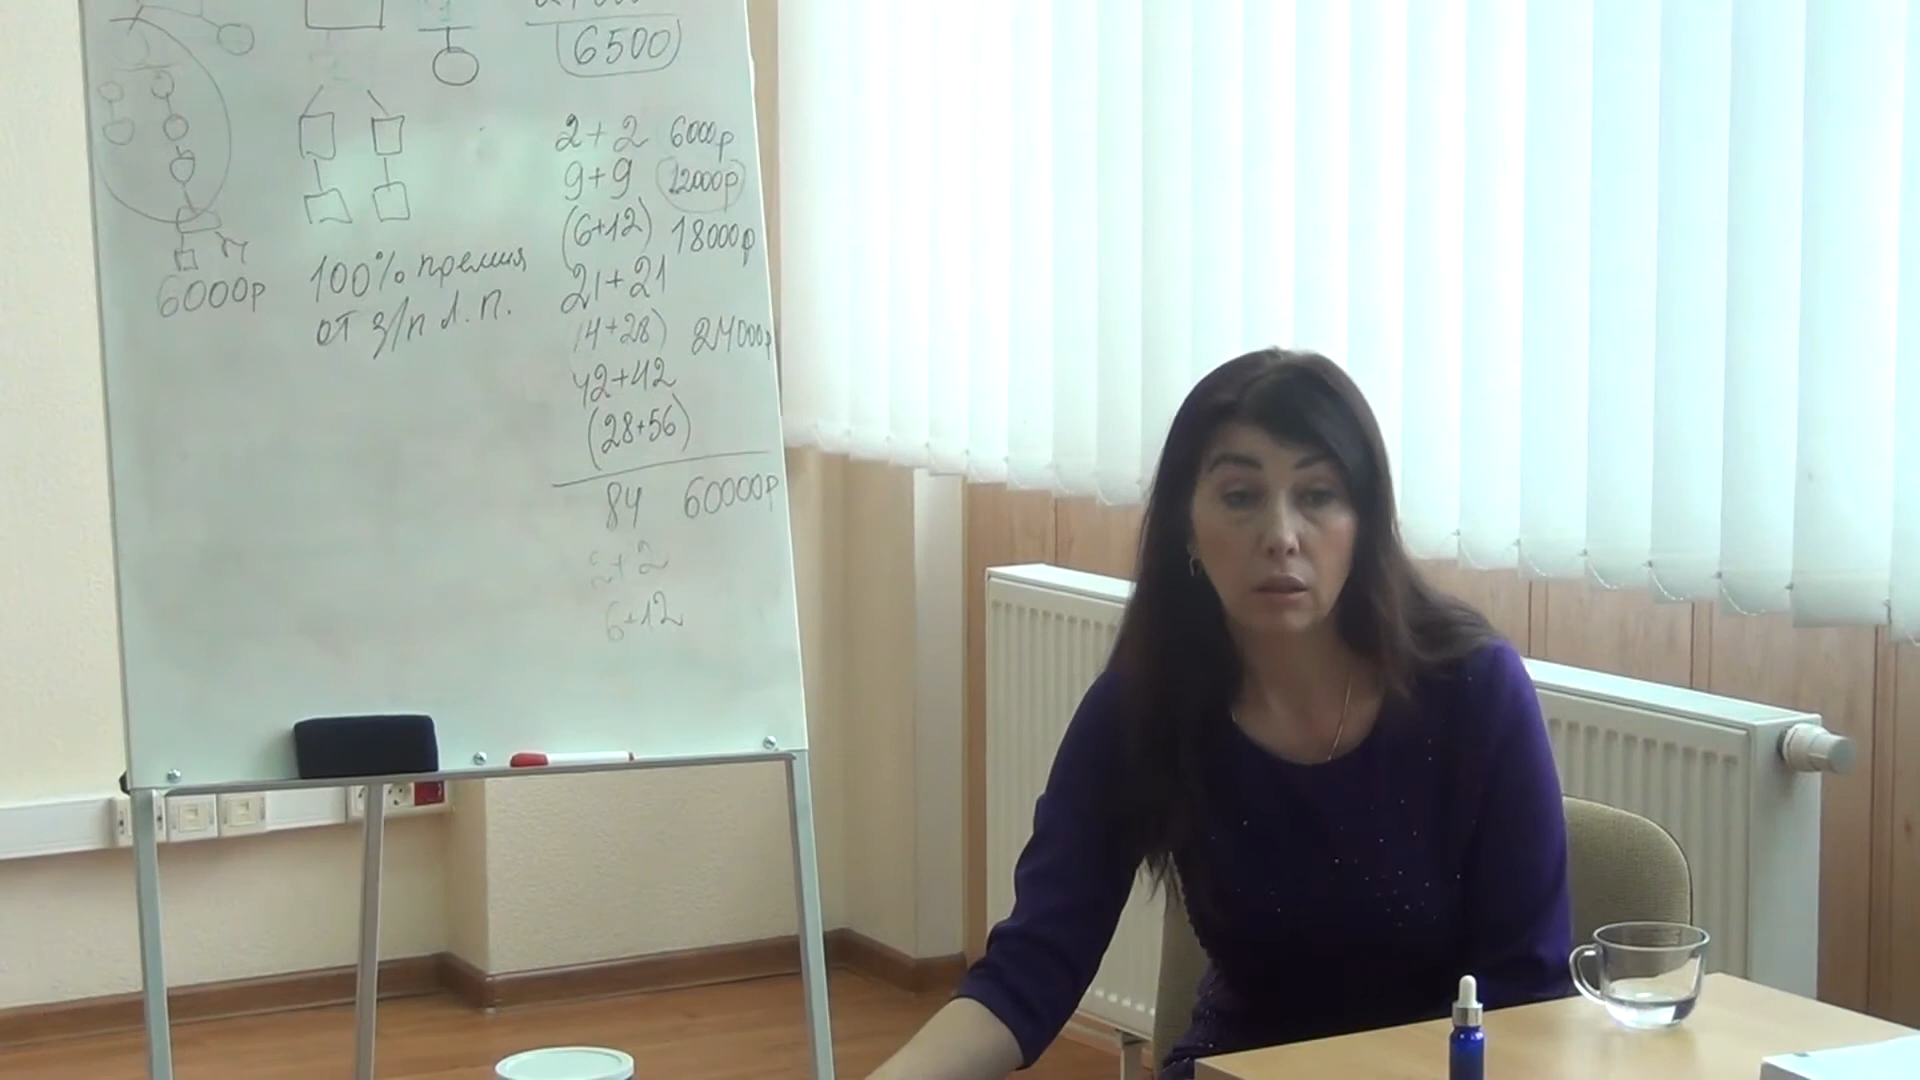 6500
2+2 6000р
9+9 12000р
(6+12) 18000р
21+21
(14+28) 24000р
42+42
(28+56)
84 60000р
2+2
6+12
6000р
100% премия
от з/п л.п.